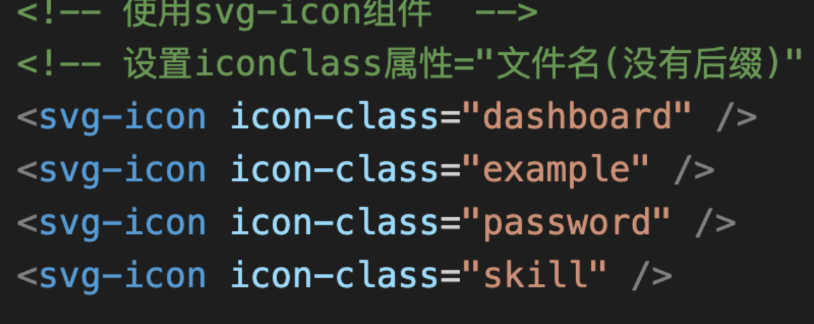 <!-- 使用svg-icon组件  -->
<!-- 设置iconClass属性="文件名(没有后缀)"
<svg-icon icon-class="dashboard" />
<svg-icon icon-class="example" />
<svg-icon icon-class="password" />
<svg-icon icon-class="skill" />